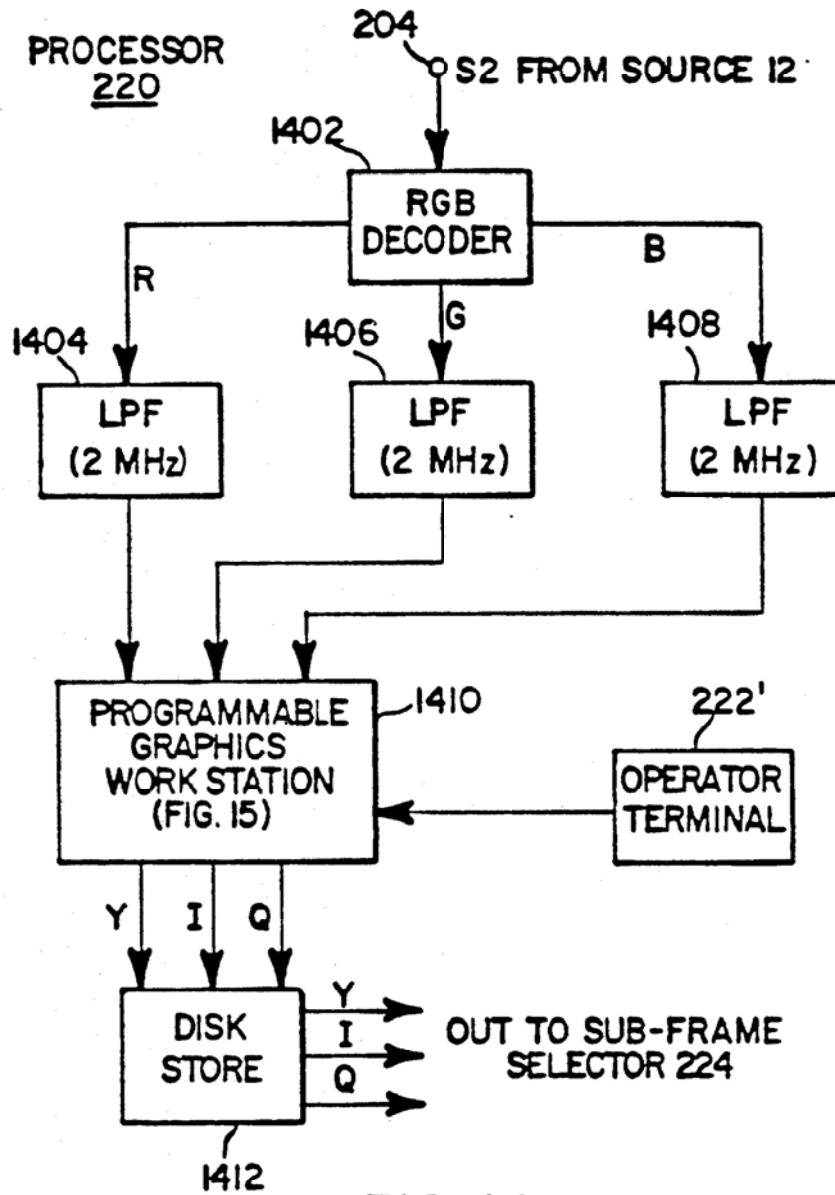 PROCESSOR
220
204
S2 FROM SOURCE 12
1402
RGB
DECODER
R
G
B
1404
1406
1408
LPF
(2 MHz)
LPF
(2 MHz)
LPF
(2 MHz)
PROGRAMMABLE
GRAPHICS
WORK STATION
(FIG. 15)
1410
222'
OPERATOR
TERMINAL
Y I Q
DISK
STORE
Y
I
Q
OUT TO SUB-FRAME
SELECTOR 224
1412